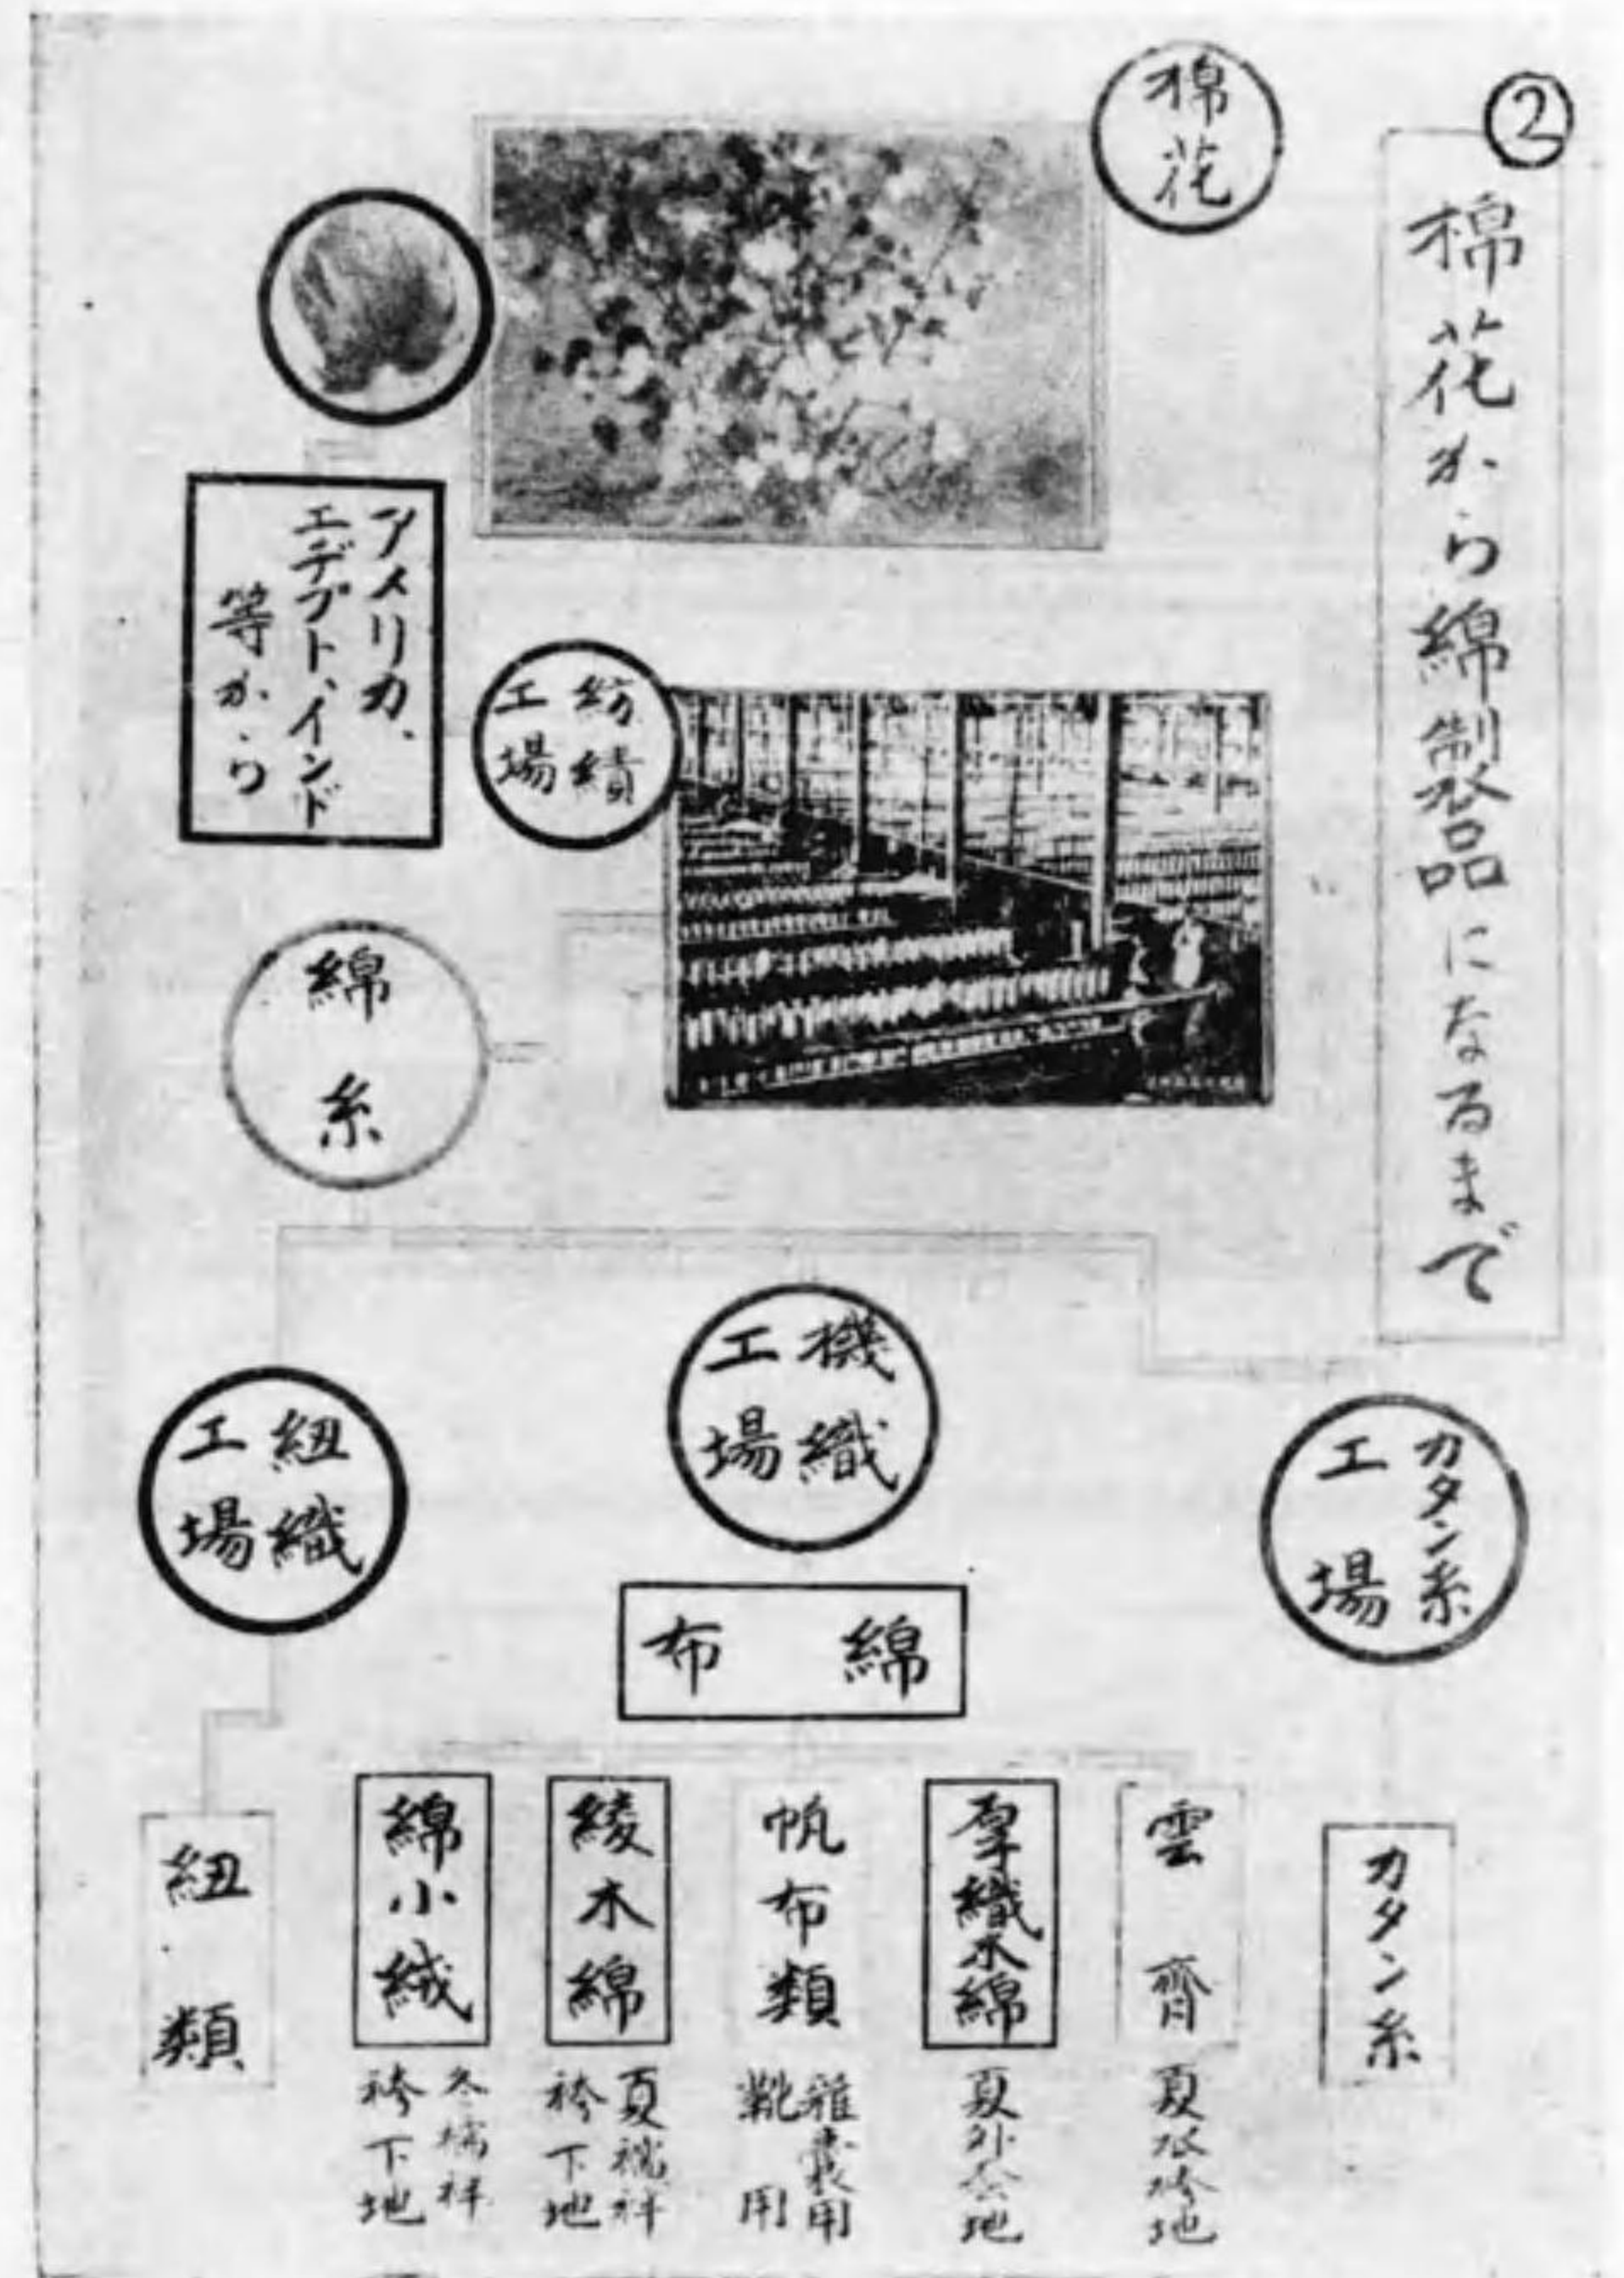 ②
棉花から綿製品になるまで
棉花
アメリカ、
エヂプト、インド
等から
紡績
工場
綿糸
カタン糸
工場
機織
工場
紐織
工場
綿布
カタン糸
雲齊
夏衣袴地
厚織木綿
夏外套地
帆布類
雑嚢用
靴用
綾木綿
夏襦袢
袴下地
綿小絨
冬襦袢
袴下地
紐類